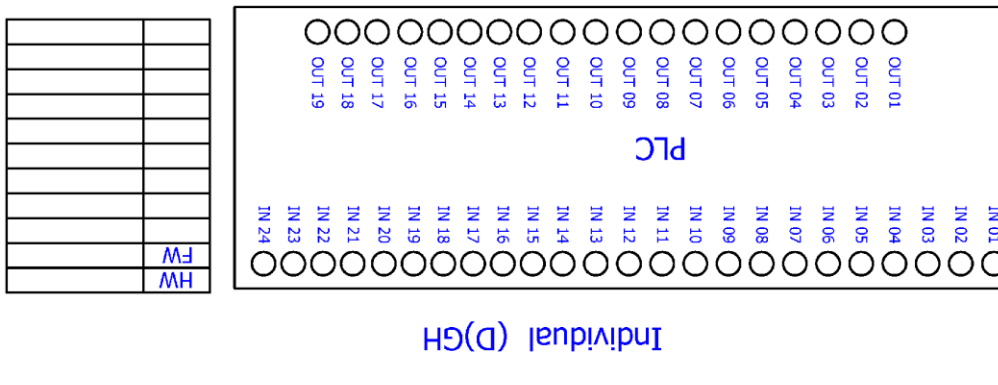 Individual (D)GH
IN 01
IN 02
IN 03
IN 04
IN 05
IN 06
IN 07
IN 08
IN 09
IN 10
IN 11
IN 12
IN 13
IN 14
IN 15
IN 16
IN 17
IN 18
IN 19
IN 20
IN 21
IN 22
IN 23
IN 24
PLC
OUT 01
OUT 02
OUT 03
OUT 04
OUT 05
OUT 06
OUT 07
OUT 08
OUT 09
OUT 10
OUT 11
OUT 12
OUT 13
OUT 14
OUT 15
OUT 16
OUT 17
OUT 18
OUT 19
HW
FW